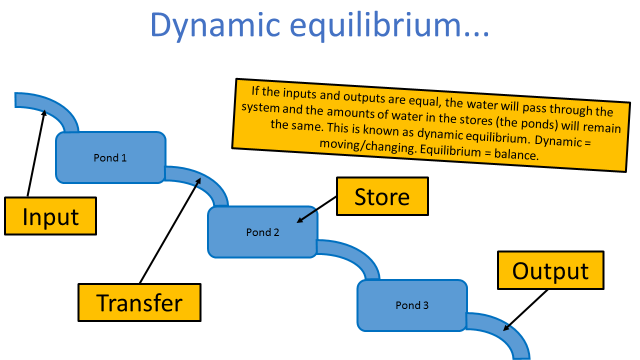 Dynamic equilibrium...
If the inputs and outputs are equal, the water will pass through the
system and the amounts of water in the stores (the ponds) will remain
the same. This is known as dynamic equilibrium. Dynamic =
moving/changing. Equilibrium = balance.
Pond 1
Input
Store
Pond 2
Transfer
Output
Pond 3